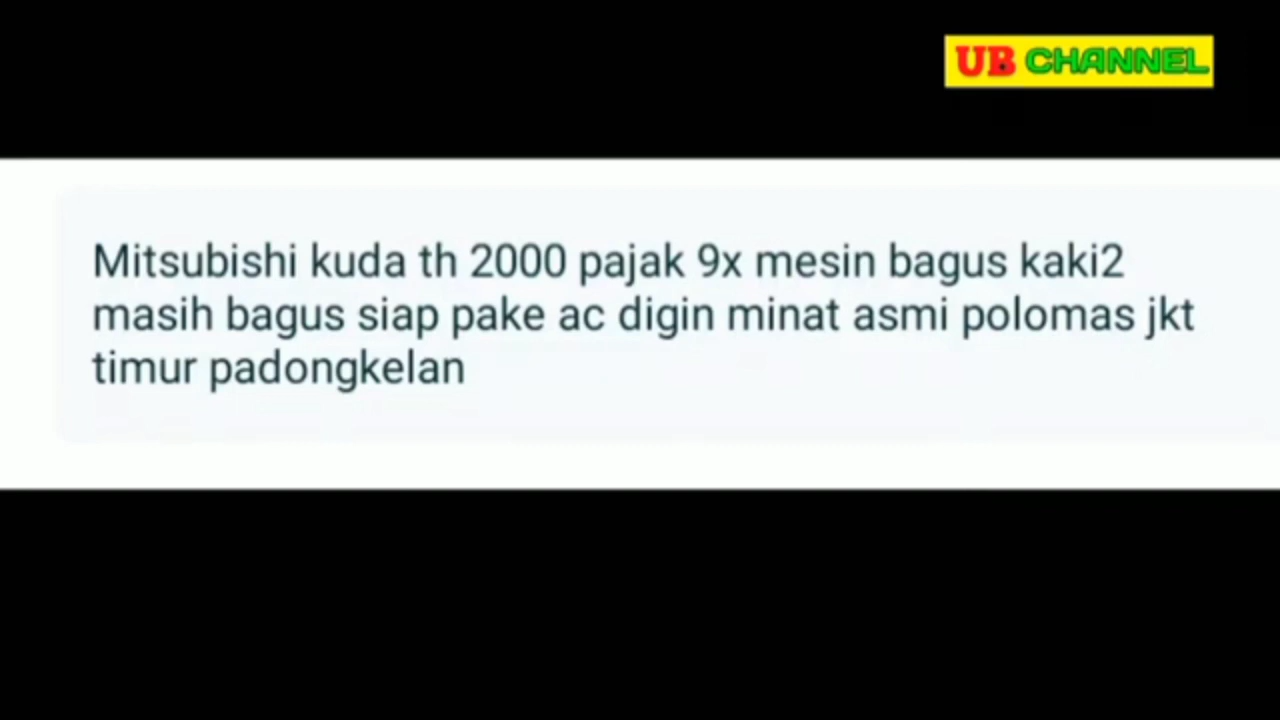 UB CHANNEL
Mitsubishi kuda th 2000 pajak 9x mesin bagus kaki2
masih bagus siap pake ac digin minat asmi polomas jkt
timur padongkelan